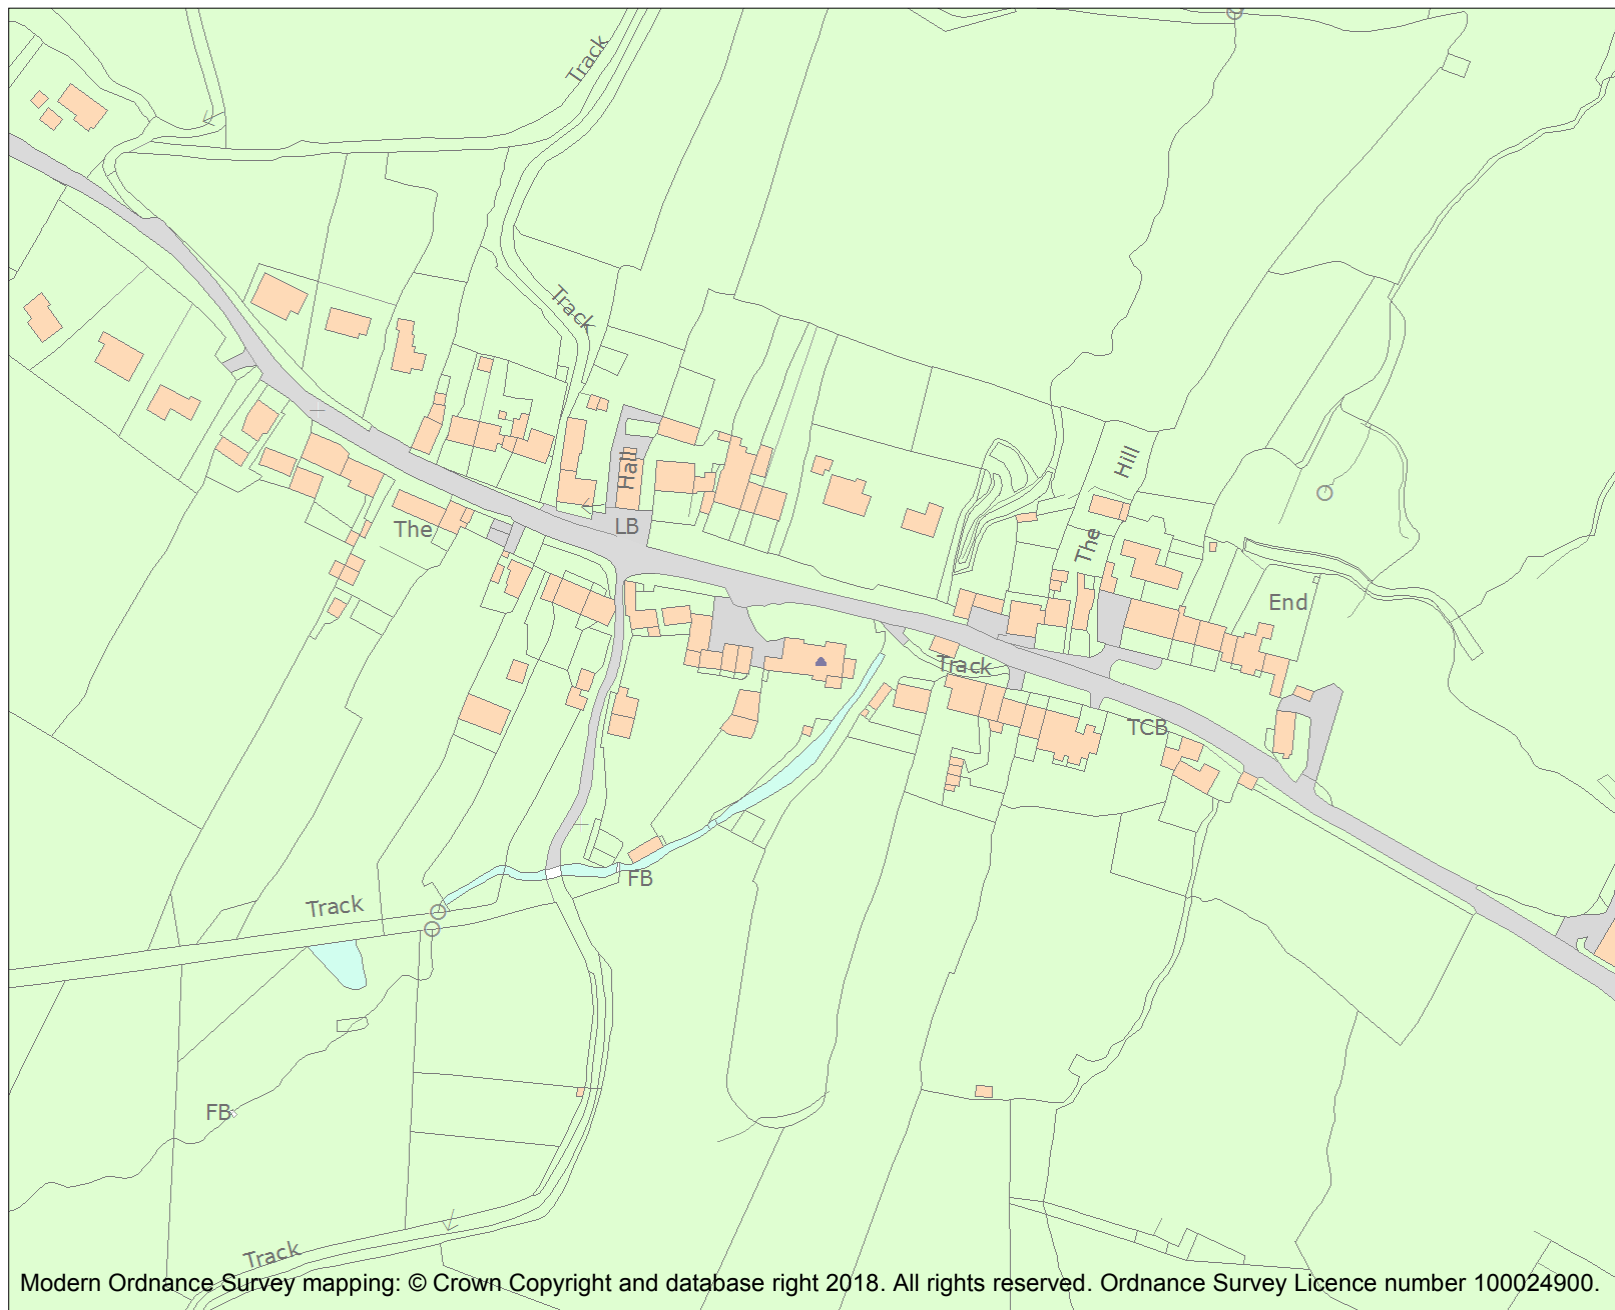 Track
Track
Hall
Hill
The
LB
The
End
Track
TCB
FB
Track
FB
Track
Modern Ordnance Survey mapping: © Crown Copyright and database right 2018. All rights reserved. Ordnance Survey Licence number 100024900.